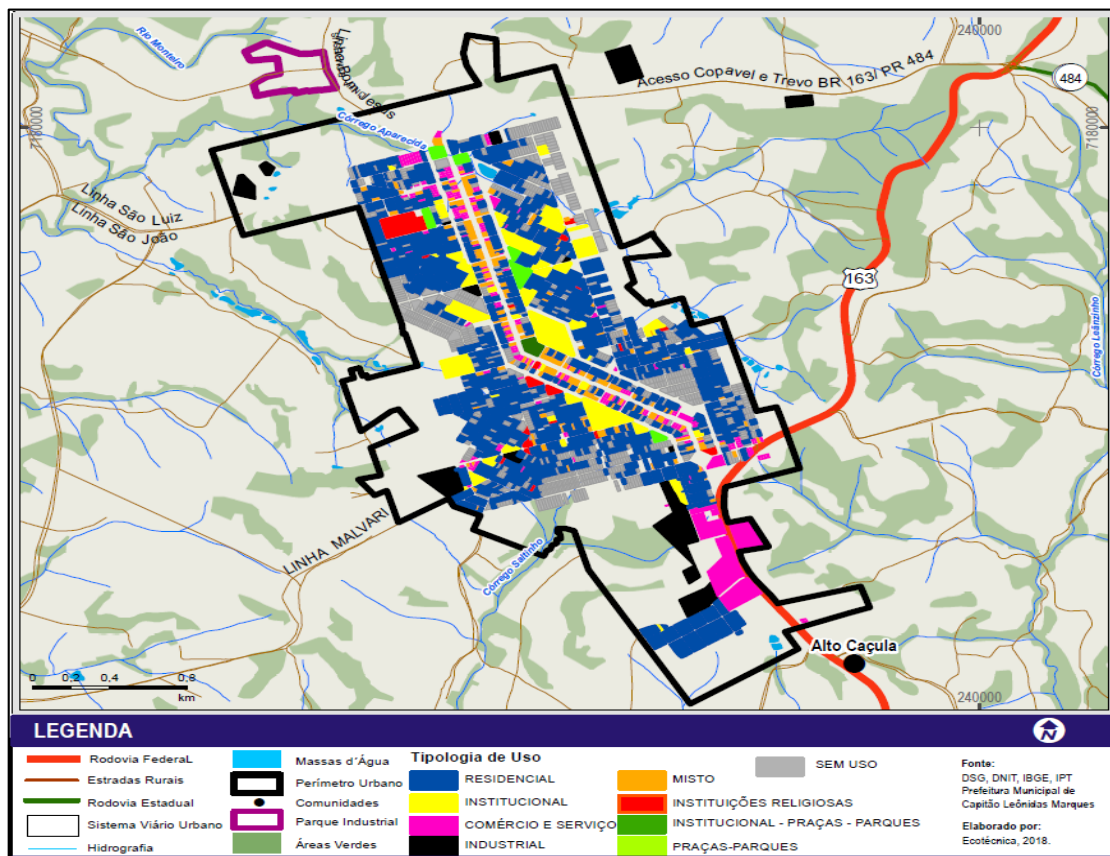 240000
Rio Monteiro
Acesso Copavel e Trevo BR 163/ PR 484
484
7180000
7180000
Córrego Aparecida
Linha São Luiz
Linha São João
163
Córrego Leãnzinho
LINHA MALVARI
Córrego Saltinho
Alto Caçula
0 0,2 0,4 0,8
km
240000
LEGENDA
N
Rodovia Federal
Estradas Rurais
Rodovia Estadual
Sistema Viário Urbano
Hidrografia
Massas d'Água
Perímetro Urbano
Comunidades
Parque Industrial
Áreas Verdes
Tipologia de Uso
RESIDENCIAL
INSTITUCIONAL
COMÉRCIO E SERVIÇO
INDUSTRIAL
MISTO
INSTITUIÇÕES RELIGIOSAS
INSTITUCIONAL - PRAÇAS - PARQUES
PRAÇAS-PARQUES
SEM USO
Fonte:
DSG, DNIT, IBGE, IPT
Prefeitura Municipal de
Capitão Leônidas Marques
Elaborado por:
Ecotécnica, 2018.